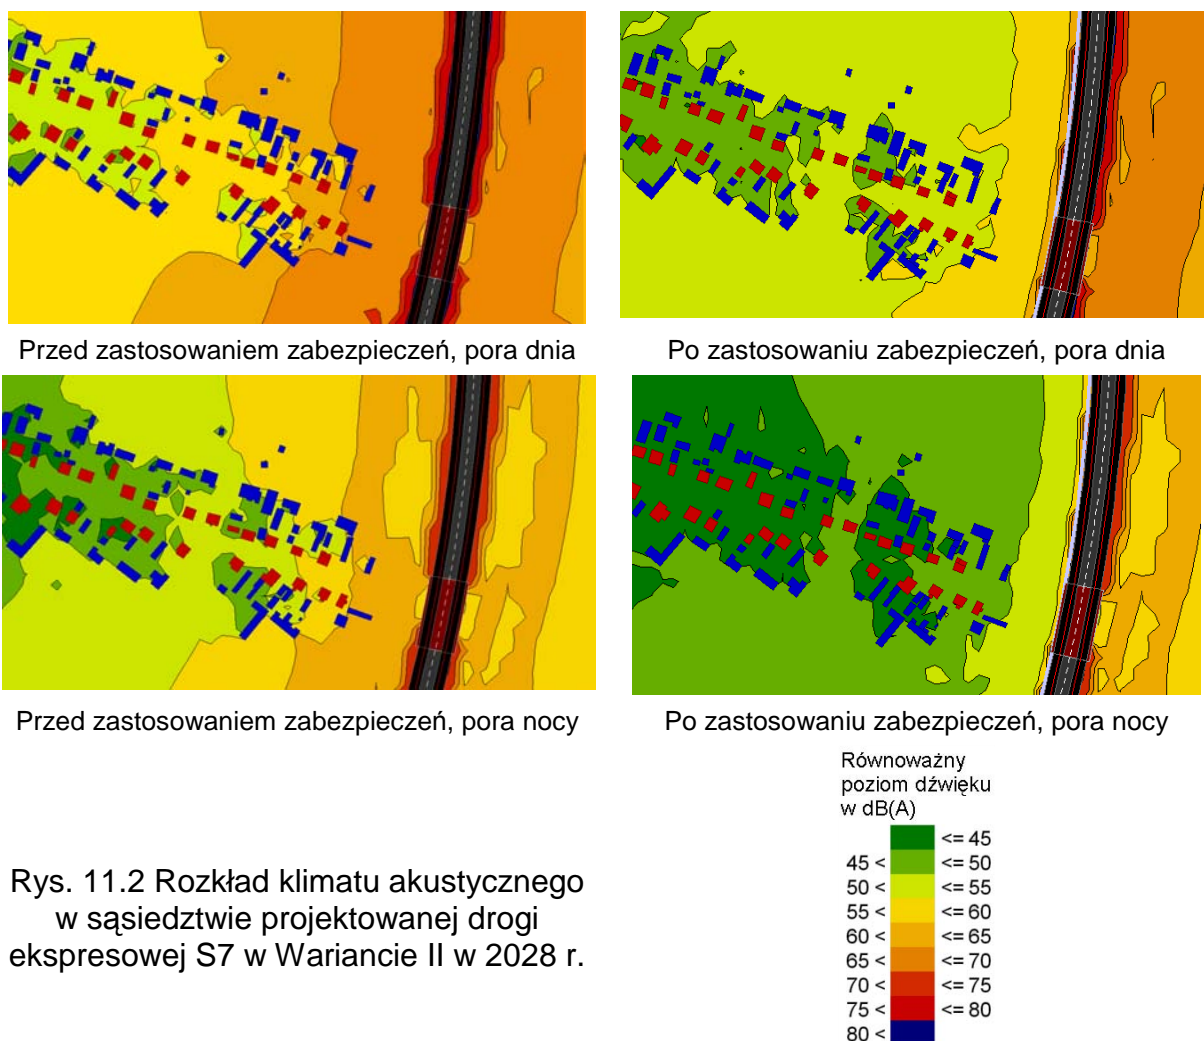 Przed zastosowaniem zabezpieczeń, pora dnia
Po zastosowaniu zabezpieczeń, pora dnia
Przed zastosowaniem zabezpieczeń, pora nocy
Po zastosowaniu zabezpieczeń, pora nocy
Równoważny
poziom dźwięku
w dB(A)
<= 45
45 < <= 50
50 < <= 55
55 < <= 60
60 < <= 65
65 < <= 70
70 < <= 75
75 < <= 80
80 <
Rys. 11.2 Rozkład klimatu akustycznego
w sąsiedztwie projektowanej drogi
ekspresowej S7 w Wariancie II w 2028 r.